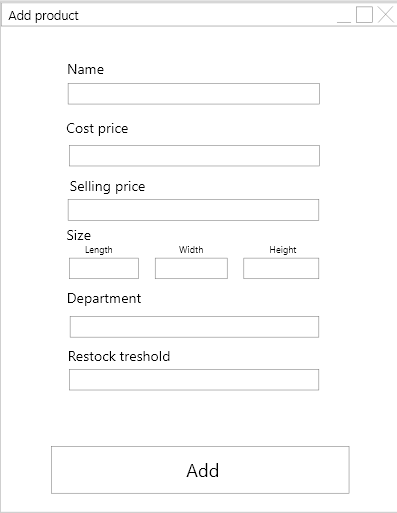 Add product
Name
Cost price
Selling price
Size
Length Width Height
Department
Restock treshold
Add